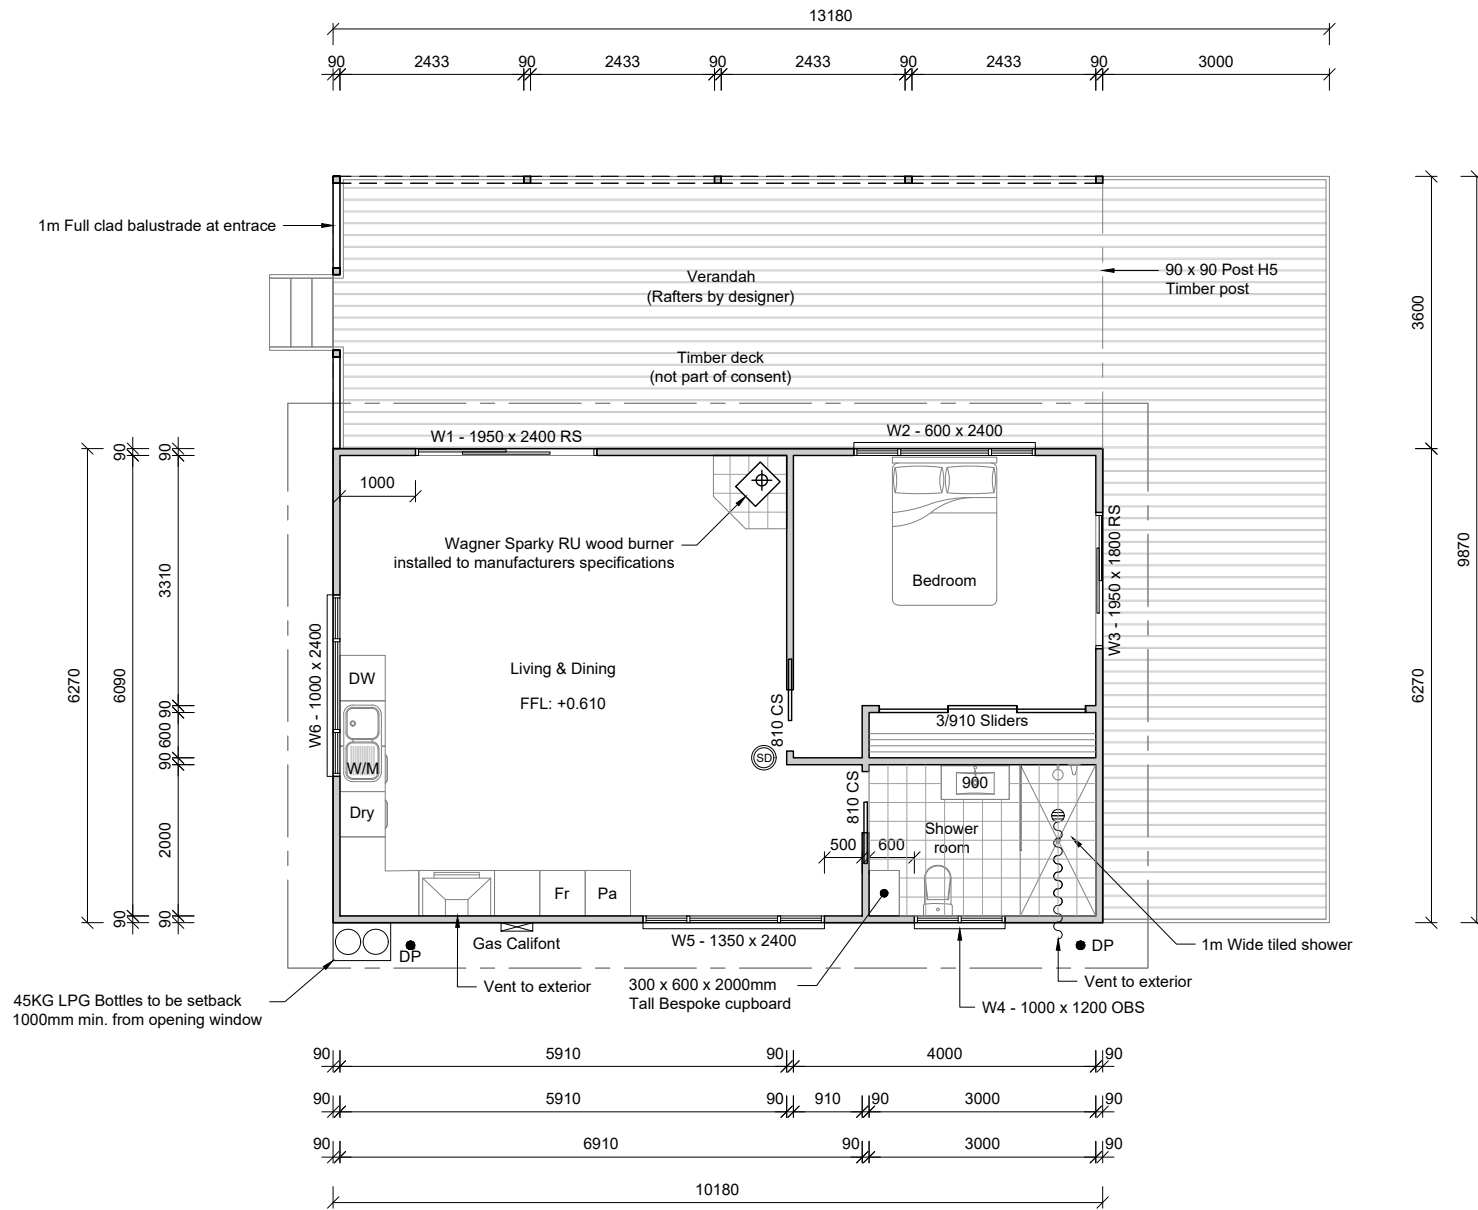 13180
90 2433 90 2433 90 2433 90 2433 90 3000
1m Full clad balustrade at entrace
Verandah
(Rafters by designer)
90 x 90 Post H5
Timber post
Timber deck
(not part of consent)
3600
9870
6270
W1 - 1950 x 2400 RS
W2 - 600 x 2400
1000
Wagner Sparky RU wood burner
installed to manufacturers specifications
Bedroom
W3 - 1950 x 1800 RS
6270
90 6090 90
90 3310 90 600 90 2000 90
W6 - 1000 x 2400
DW
Living & Dining
FFL: +0.610
810 CS
3/910 Sliders
SD
W/M
Dry
810 CS
900
Shower
room
500
600
Fr
Pa
DP
Gas Califont
W5 - 1350 x 2400
DP
1m Wide tiled shower
45KG LPG Bottles to be setback
1000mm min. from opening window
Vent to exterior
300 x 600 x 2000mm
Tall Bespoke cupboard
Vent to exterior
W4 - 1000 x 1200 OBS
90 5910 90 4000 90
90 5910 90 910 90 3000 90
90 6910 90 3000 90
10180